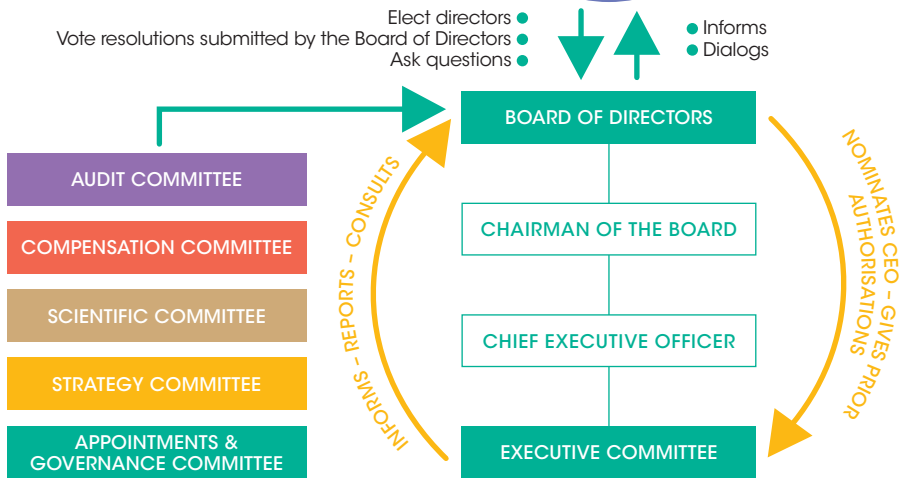 Elect directors
Vote resolutions submitted by the Board of Directors
Ask questions
Informs
Dialogs
BOARD OF DIRECTORS
AUDIT COMMITTEE
COMPENSATION COMMITTEE
SCIENTIFIC COMMITTEE
STRATEGY COMMITTEE
APPOINTMENTS &
GOVERNANCE COMMITTEE
INFORMS – REPORTS – CONSULTS
CHAIRMAN OF THE BOARD
CHIEF EXECUTIVE OFFICER
EXECUTIVE COMMITTEE
NOMINATES CEO – GIVES PRIOR
AUTHORISATIONS